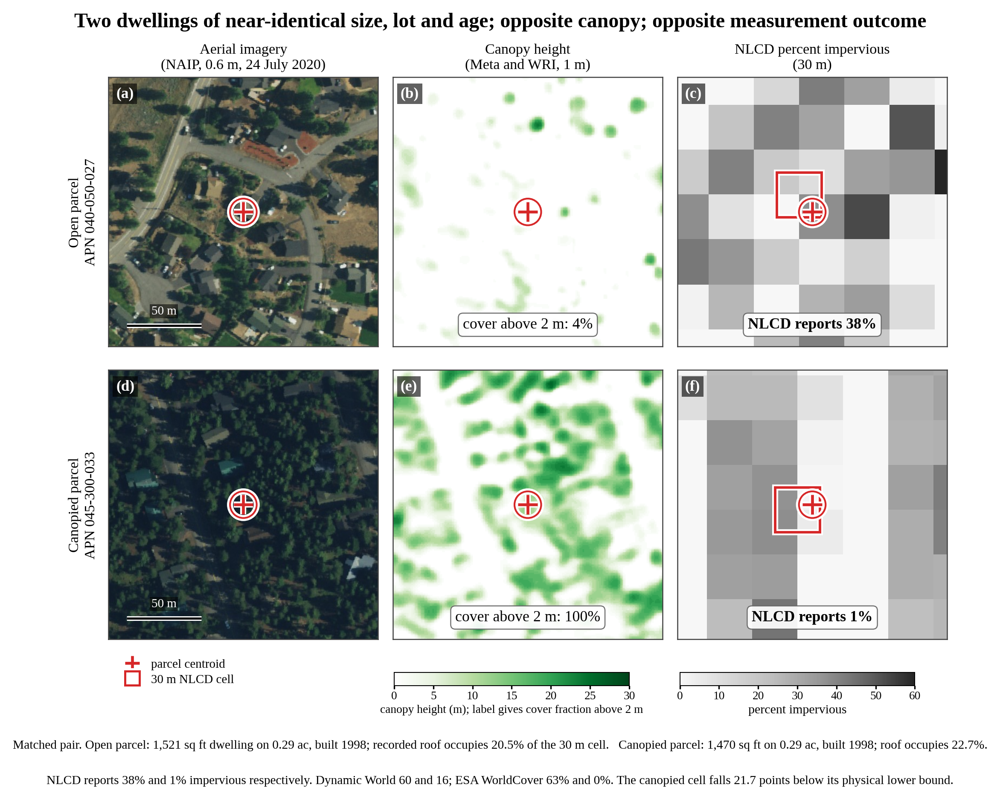 Two dwellings of near-identical size, lot and age; opposite canopy; opposite measurement outcome
Aerial imagery
(NAIP, 0.6 m, 24 July 2020)
Canopy height
(Meta and WRI, 1 m)
NLCD percent impervious
(30 m)
Open parcel
APN 040-050-027
(a)
50 m
(b)
cover above 2 m: 4%
(c)
NLCD reports 38%
Canopied parcel
APN 045-300-033
(d)
50 m
(e)
cover above 2 m: 100%
(f)
NLCD reports 1%
parcel centroid
30 m NLCD cell
0 5 10 15 20 25 30
canopy height (m); label gives cover fraction above 2 m
0 10 20 30 40 50 60
percent impervious
Matched pair. Open parcel: 1,521 sq ft dwelling on 0.29 ac, built 1998; recorded roof occupies 20.5% of the 30 m cell. Canopied parcel: 1,470 sq ft on 0.29 ac, built 1998; roof occupies 22.7%.
NLCD reports 38% and 1% impervious respectively. Dynamic World 60 and 16; ESA WorldCover 63% and 0%. The canopied cell falls 21.7 points below its physical lower bound.